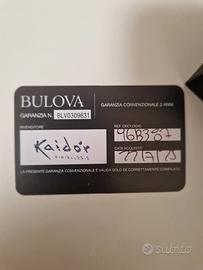 BULOVA
GARANZIA CONVENZIONALE 2 ANNI
GARANZIA N. BLV0309631
RIVENDITORE
REF. OROLOGIO
Kaidor
96B381
DATA ACQUISTO
LA PRESENTE GARANZIA CONVENZIONALE È VALIDA SOLO SE CORRETTAMENTE COMPILATA
subito